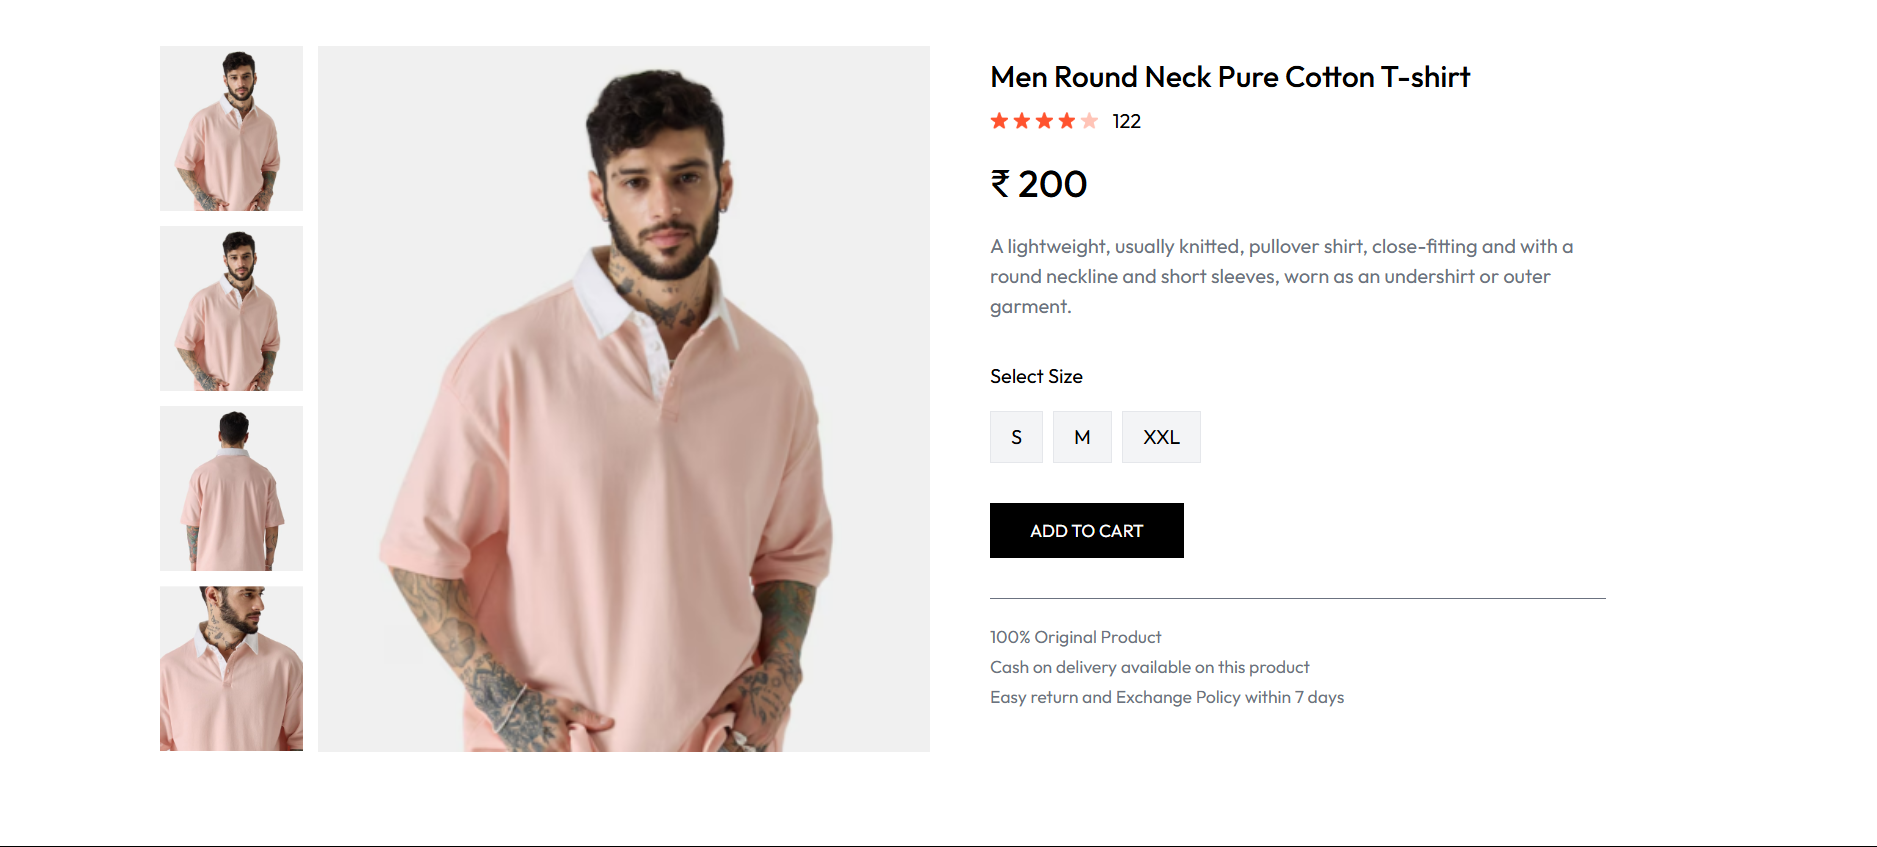 Men Round Neck Pure Cotton T-shirt
122
₹ 200
A lightweight, usually knitted, pullover shirt, close-fitting and with a
round neckline and short sleeves, worn as an undershirt or outer
garment.
Select Size
S M XXL
ADD TO CART
100% Original Product
Cash on delivery available on this product
Easy return and Exchange Policy within 7 days